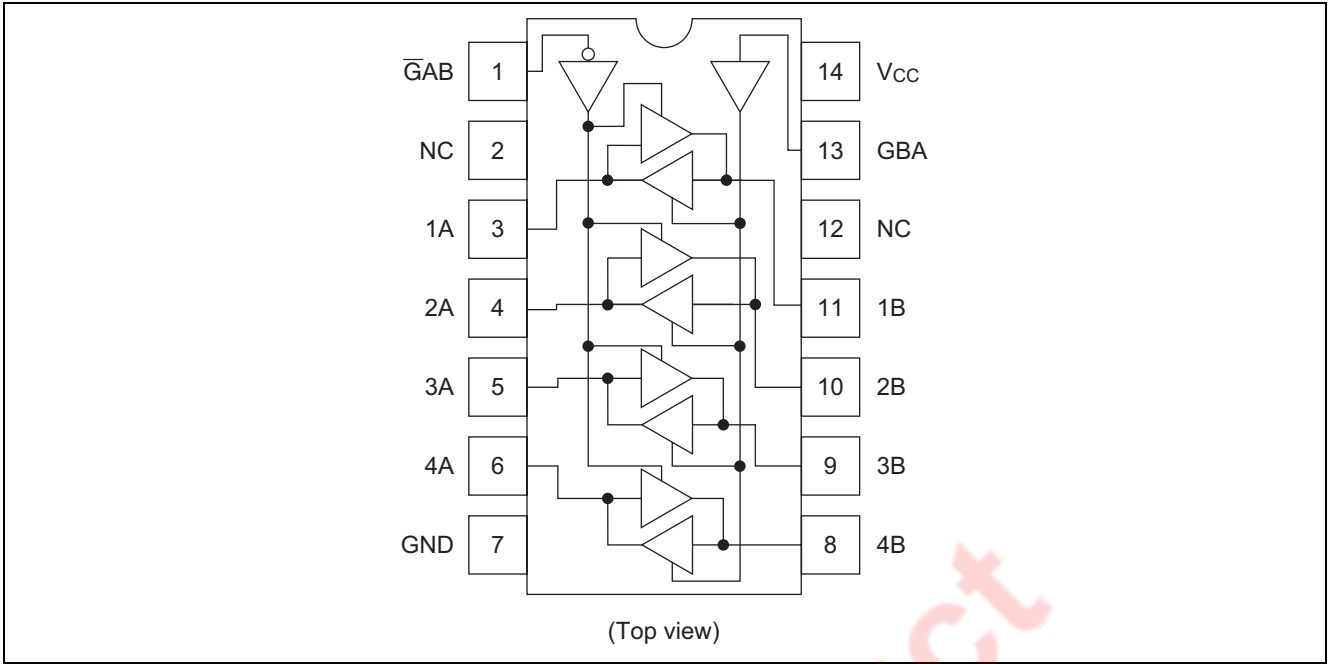 G̅AB 1 14 VCC
NC 2 13 GBA
1A 3 12 NC
2A 4 11 1B
3A 5 10 2B
4A 6 9 3B
GND 7 8 4B
(Top view)